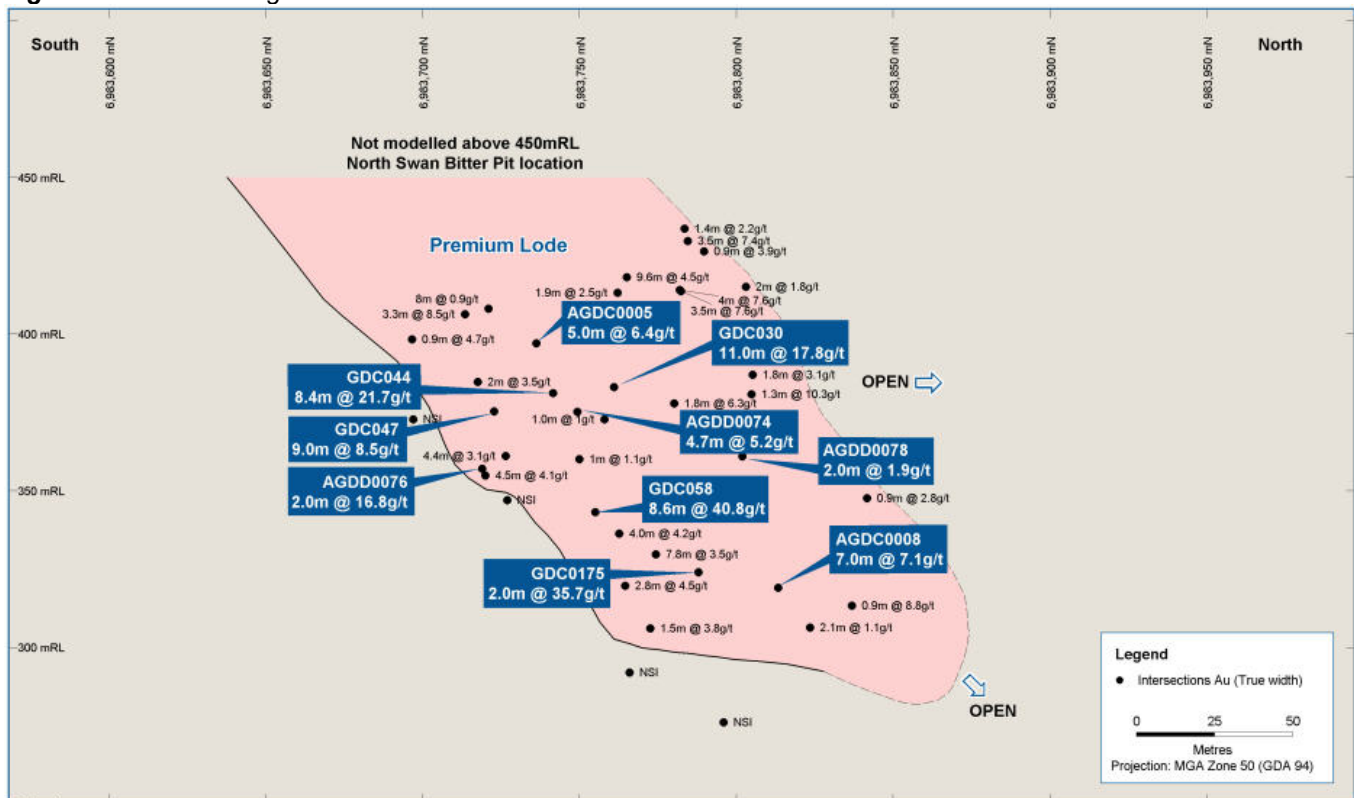 South
North
6,983,600 mN
6,983,650 mN
6,983,700 mN
6,983,750 mN
6,983,800 mN
6,983,850 mN
6,983,900 mN
6,983,950 mN
Not modelled above 450mRL
North Swan Bitter Pit location
450 mRL
400 mRL
350 mRL
300 mRL
Premium Lode
1.4m @ 2.2g/t
3.5m @ 7.4g/t
0.9m @ 3.9g/t
9.6m @ 4.5g/t
1.9m @ 2.5g/t
2m @ 1.8g/t
4m @ 7.6g/t
3.5m @ 7.6g/t
8m @ 0.9g/t
3.3m @ 8.5g/t
0.9m @ 4.7g/t
AGDC0005
5.0m @ 6.4g/t
GDC030
11.0m @ 17.8g/t
OPEN
1.8m @ 3.1g/t
1.3m @ 10.3g/t
GDC044
8.4m @ 21.7g/t
2m @ 3.5g/t
1.8m @ 6.3g/t
NSI
1.0m @ 1g/t
GDC047
9.0m @ 8.5g/t
AGDD0074
4.7m @ 5.2g/t
AGDD0078
2.0m @ 1.9g/t
4.4m @ 3.1g/t
1m @ 1.1g/t
AGDD0076
2.0m @ 16.8g/t
4.5m @ 4.1g/t
NSI
GDC058
8.6m @ 40.8g/t
0.9m @ 2.8g/t
4.0m @ 4.2g/t
7.8m @ 3.5g/t
AGDC0008
7.0m @ 7.1g/t
GDC0175
2.0m @ 35.7g/t
2.8m @ 4.5g/t
0.9m @ 8.8g/t
1.5m @ 3.8g/t
2.1m @ 1.1g/t
NSI
NSI
OPEN
Legend
Intersections Au (True width)
0 25 50
Metres
Projection: MGA Zone 50 (GDA 94)